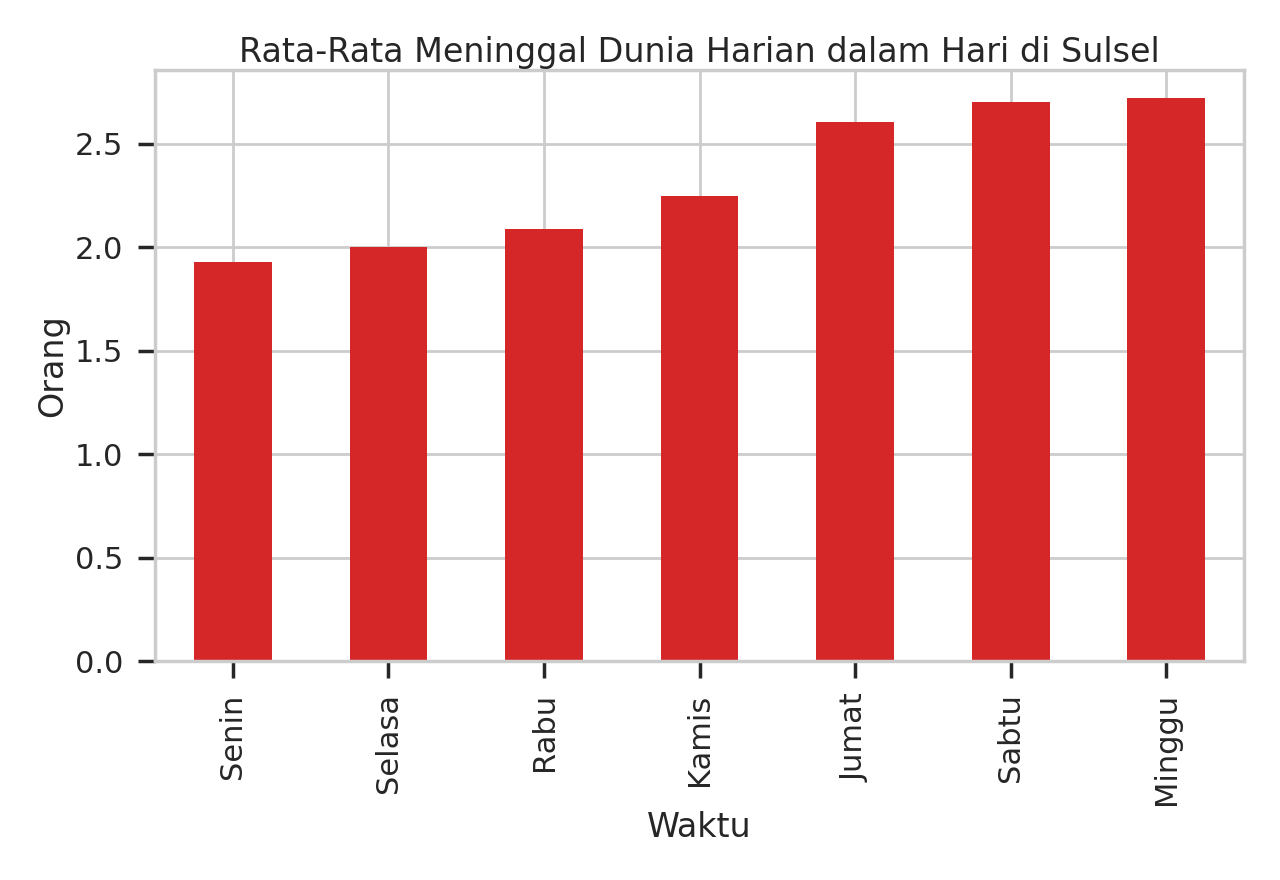 Rata-Rata Meninggal Dunia Harian dalam Hari di Sulsel
Orang
2.5
2.0
1.5
1.0
0.5
0.0
Senin
Selasa
Rabu
Kamis
Jumat
Sabtu
Minggu
Waktu